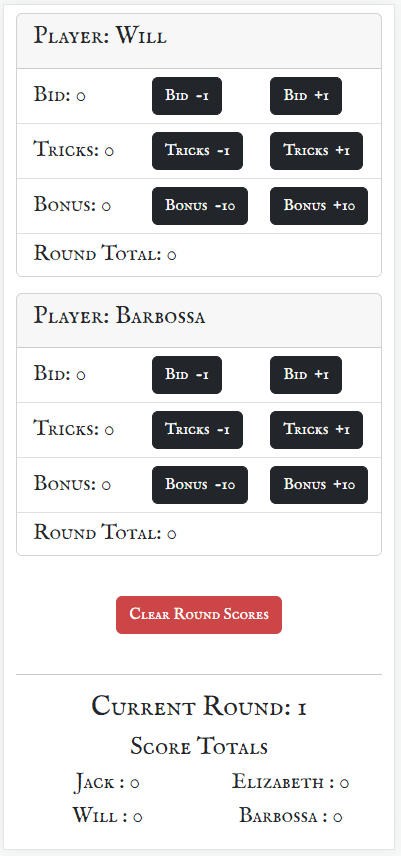 Player: Will
Bid: 0 Bid -1 Bid +1
Tricks: 0 Tricks -1 Tricks +1
Bonus: 0 Bonus -10 Bonus +10
Round Total: 0
Player: Barbossa
Bid: 0 Bid -1 Bid +1
Tricks: 0 Tricks -1 Tricks +1
Bonus: 0 Bonus -10 Bonus +10
Round Total: 0
Clear Round Scores
Current Round: 1
Score Totals
Jack : 0 Elizabeth : 0
Will : 0 Barbossa : 0